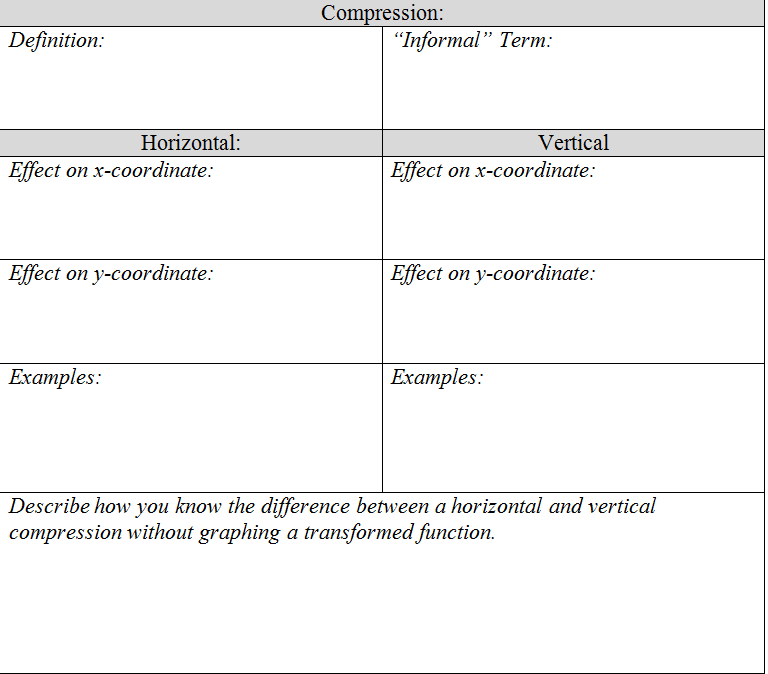 Compression:
Definition:
“Informal” Term:
Horizontal:
Vertical
Effect on x-coordinate:
Effect on x-coordinate:
Effect on y-coordinate:
Effect on y-coordinate:
Examples:
Examples:
Describe how you know the difference between a horizontal and vertical
compression without graphing a transformed function.